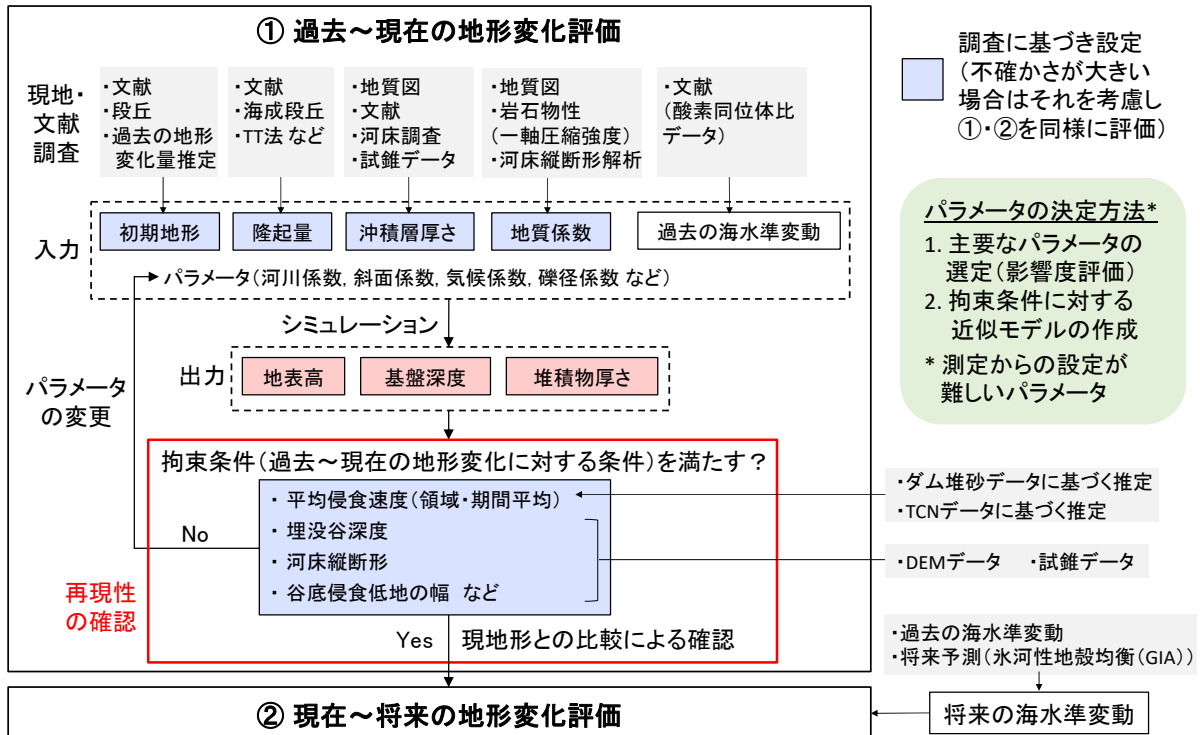 ① 過去～現在の地形変化評価
現地・
文献
調査
・文献
・段丘
・過去の地形
変化量推定
・文献
・海成段丘
・TT法 など
・地質図
・文献
・河床調査
・試錐データ
・地質図
・岩石物性
(一軸圧縮強度)
・河床縦断形解析
・文献
(酸素同位体比
データ)
入力
初期地形
隆起量
沖積層厚さ
地質係数
過去の海水準変動
パラメータ(河川係数, 斜面係数, 気候係数, 礫径係数 など)
シミュレーション
出力
地表高
基盤深度
堆積物厚さ
パラメータ
の変更
拘束条件(過去～現在の地形変化に対する条件)を満たす？
・ 平均侵食速度(領域・期間平均)
・ 埋没谷深度
・ 河床縦断形
・ 谷底侵食低地の幅 など
No
再現性
の確認
Yes
現地形との比較による確認
② 現在～将来の地形変化評価
調査に基づき設定
(不確かさが大きい
場合はそれを考慮し
①・②を同様に評価)
パラメータの決定方法*
1. 主要なパラメータの
選定(影響度評価)
2. 拘束条件に対する
近似モデルの作成
* 測定からの設定が
難しいパラメータ
・ダム堆砂データに基づく推定
・TCNデータに基づく推定
・DEMデータ ・試錐データ
・過去の海水準変動
・将来予測(氷河性地殻均衡(GIA))
将来の海水準変動